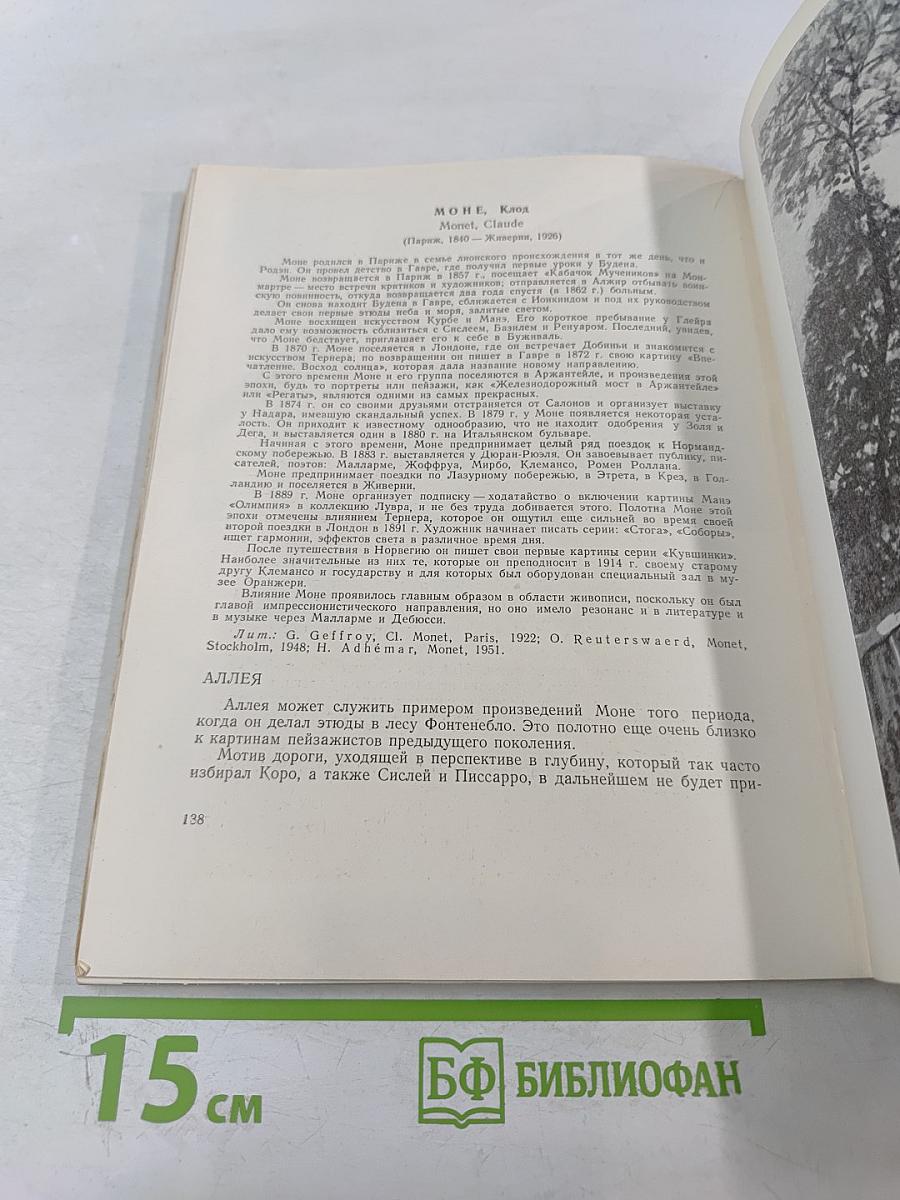 МОНЕ, Клод
Monet, Claude
(Париж, 1840 — Живерни, 1926)
Моне родился в Париже в семье лионского происхождения в тот же день, что и
Родэн. Он провел детство в Гавре, где получил первые уроки у Будена.
Моне возвращается в Париж в 1857 г., посещает «Кабачок Мучеников» на Мон-
мартре — место встреч критиков и художников; отправляется в Алжир отбывать воин-
скую повинность, откуда возвращается два года спустя (в 1862 г.) больным.
Он снова находит Будена в Гавре, сближается с Ионкиндом и под их руководством
делает свои первые этюды неба и моря, залитые светом.
Моне восхищен искусством Курбе и Манэ. Его короткое пребывание у Глейра
дало ему возможность сблизиться с Сислеем, Базилем и Ренуаром. Последний, увидев,
что Моне бедствует, приглашает его к себе в Буживаль.
В 1870 г. Моне поселяется в Лондоне, где он встречает Добиньи и знакомится с
искусством Тернера; по возвращении он пишет в Гавре в 1872 г. свою картину «Впе-
чатление. Восход солнца», которая дала название новому направлению.
С этого времени Моне и его группа поселяются в Аржантейле, и произведения этой
эпохи, будь то портреты или пейзажи, как «Железнодорожный мост в Аржантейле»
или «Регаты», являются одними из самых прекрасных.
В 1874 г. он со своими друзьями отстраняется от Салонов и организует выставку
у Надара, имевшую скандальный успех. В 1879 г. у Моне появляется некоторая уста-
лость. Он приходит к известному однообразию, что не находит одобрения у Золя и
Дега, и выставляется один в 1880 г. на Итальянском бульваре.
Начиная с этого времени, Моне предпринимает целый ряд поездок к Норманд-
скому побережью. В 1883 г. выставляется у Дюран-Рюэля. Он завоевывает публику, пи-
сателей, поэтов: Малларме, Жоффруа, Мирбо, Клемансо, Ромен Роллана.
Моне предпринимает поездки по Лазурному побережью, в Этрета, в Крез, в Гол-
ландию и поселяется в Живерни.
В 1889 г. Моне организует подписку — ходатайство о включении картины Манэ
«Олимпия» в коллекцию Лувра, и не без труда добивается этого. Полотна Моне этой
эпохи отмечены влиянием Тернера, которое он ощутил еще сильней во время своей
второй поездки в Лондон в 1891 г. Художник начинает писать серии: «Стога», «Соборы»,
ищет гармонии, эффектов света в различное время дня.
После путешествия в Норвегию он пишет свои первые картины серии «Кувшинки».
Наиболее значительные из них те, которые он преподносит в 1914 г. своему старому
другу Клемансо и государству и для которых был оборудован специальный зал в му-
зее Оранжери.
Влияние Моне проявилось главным образом в области живописи, поскольку он был
главой импрессионистического направления, но оно имело резонанс и в литературе и
в музыке через Малларме и Дебюсси.
Лит.: G. Geffroy, Cl. Monet, Paris, 1922; O. Reuterswaerd, Monet,
Stockholm, 1948; H. Adhémar, Monet, 1951.
АЛЛЕЯ
Аллея может служить примером произведений Моне того периода,
когда он делал этюды в лесу Фонтенебло. Это полотно еще очень близко
к картинам пейзажистов предыдущего поколения.
Мотив дороги, уходящей в перспективе в глубину, который так часто
избирал Коро, а также Сислей и Писсарро, в дальнейшем не будет при-
138
15 см
БФ БИБЛИОФАН